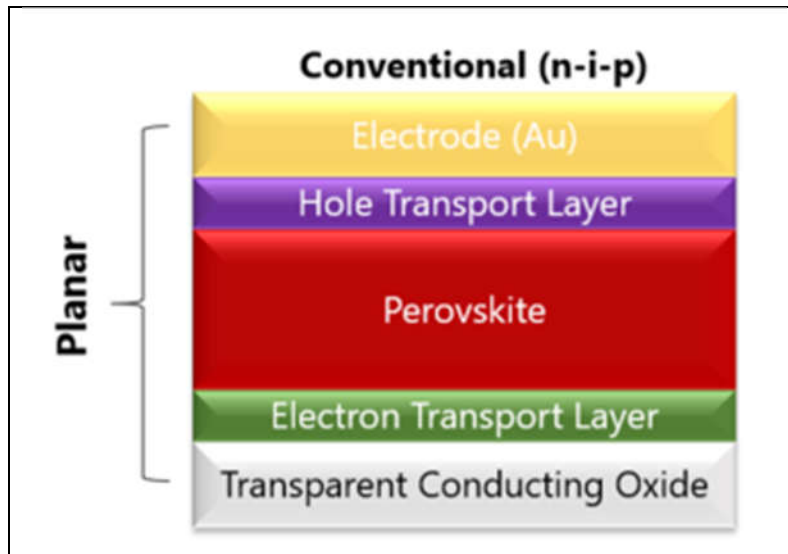 Conventional (n-i-p)
Electrode (Au)
Hole Transport Layer
Perovskite
Electron Transport Layer
Transparent Conducting Oxide
Planar